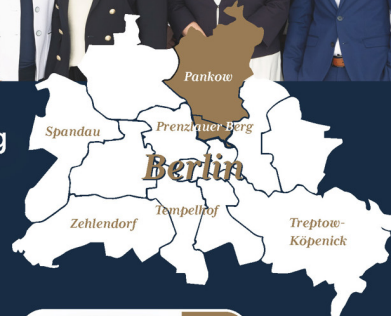 Pankow
Spandau
Prenzlauer Berg
g
Berlin
Zehlendorf
Tempelhof
Treptow-
Köpenick